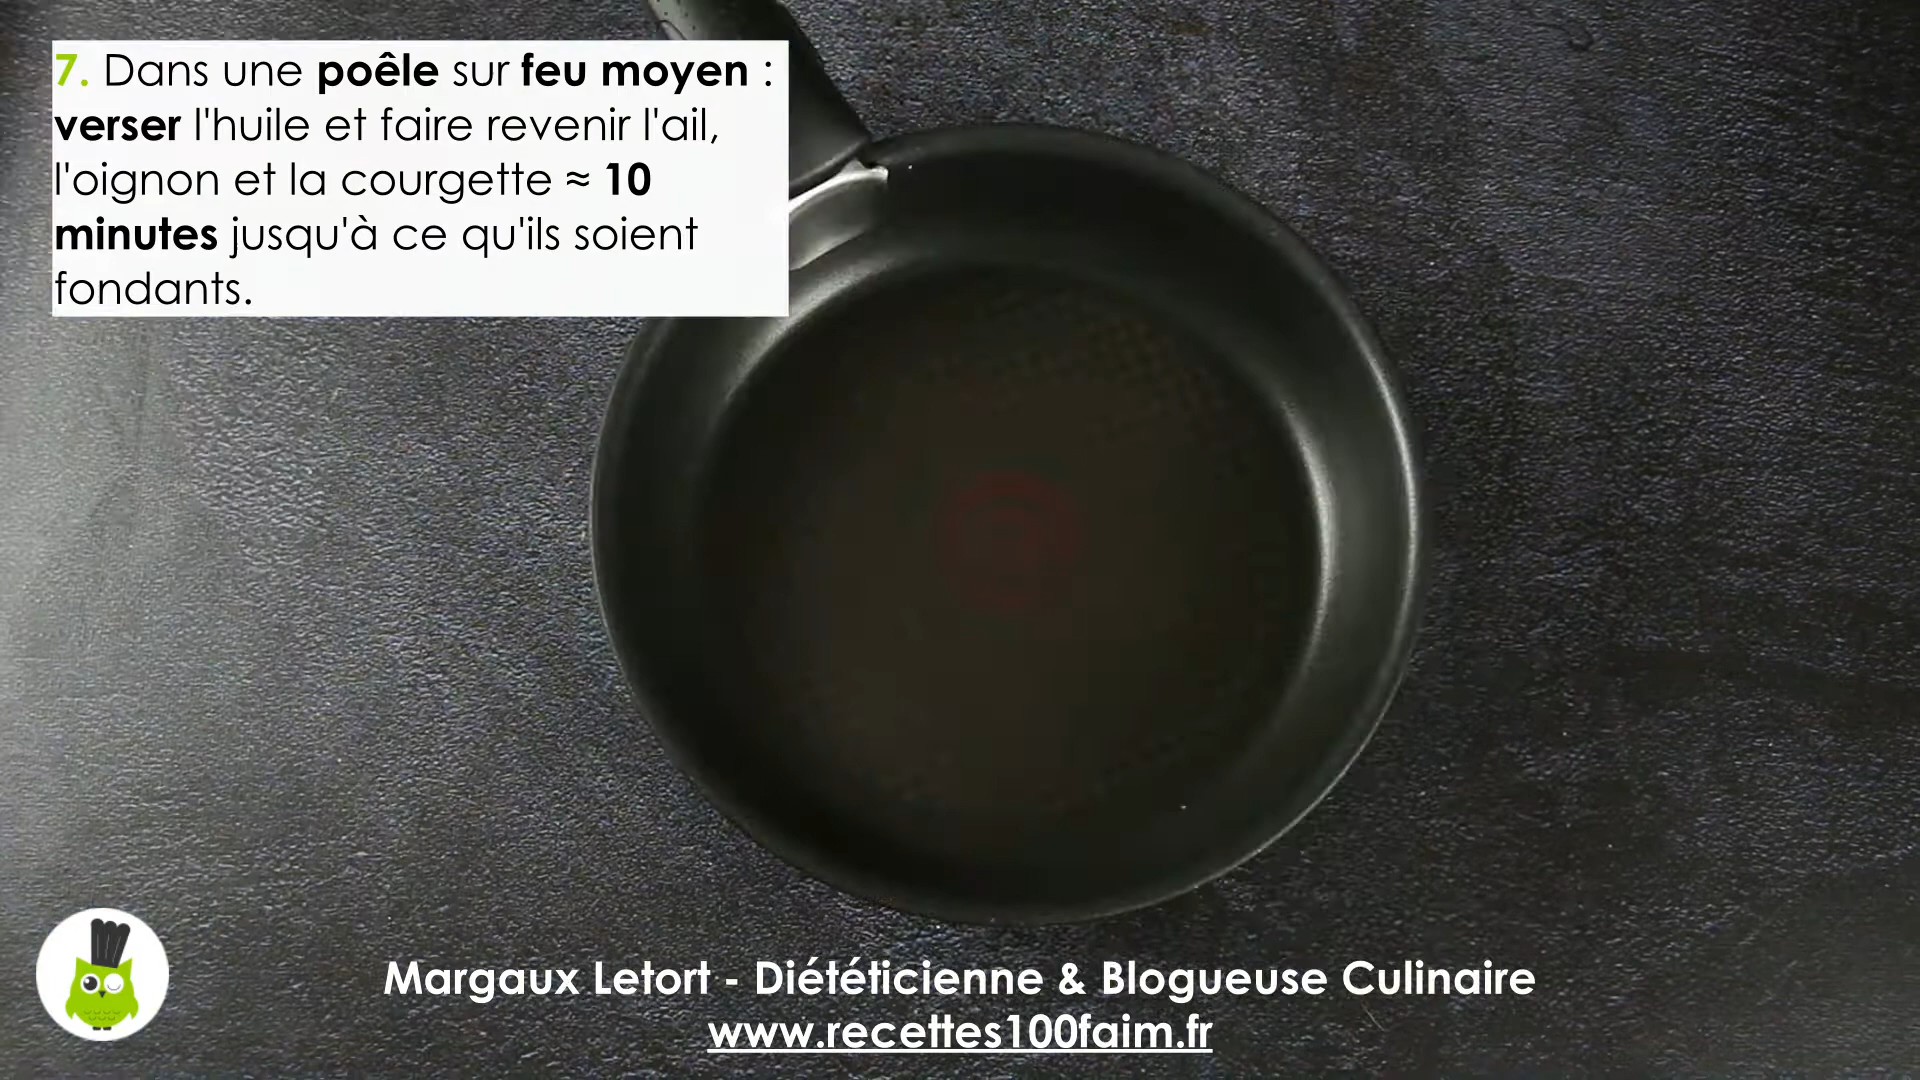 7. Dans une poêle sur feu moyen :
verser l'huile et faire revenir l'ail,
l'oignon et la courgette ≈ 10
minutes jusqu'à ce qu'ils soient
fondants.
Margaux Letort - Diététicienne & Blogueuse Culinaire
www.recettes100faim.fr